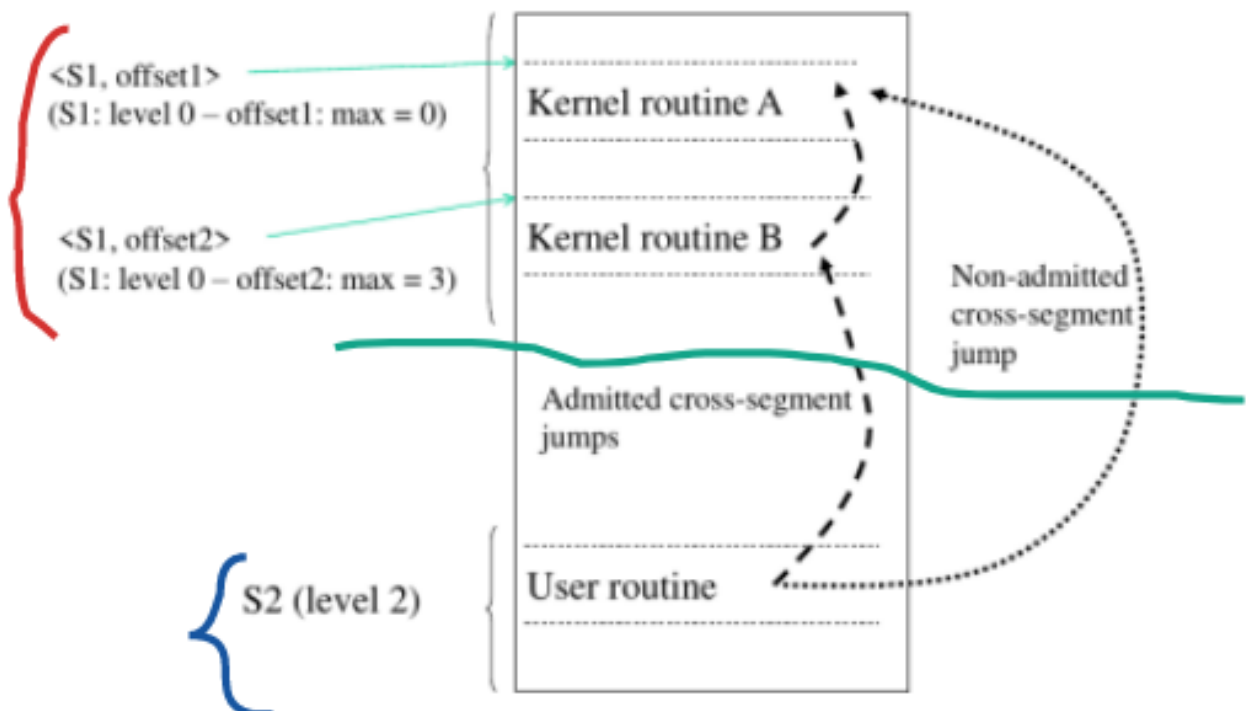 <S1, offset1>
(S1: level 0 – offset1: max = 0)
Kernel routine A
<S1, offset2>
(S1: level 0 – offset2: max = 3)
Kernel routine B
Non-admitted
cross-segment
jump
Admitted cross-segment
jumps
S2 (level 2)
User routine